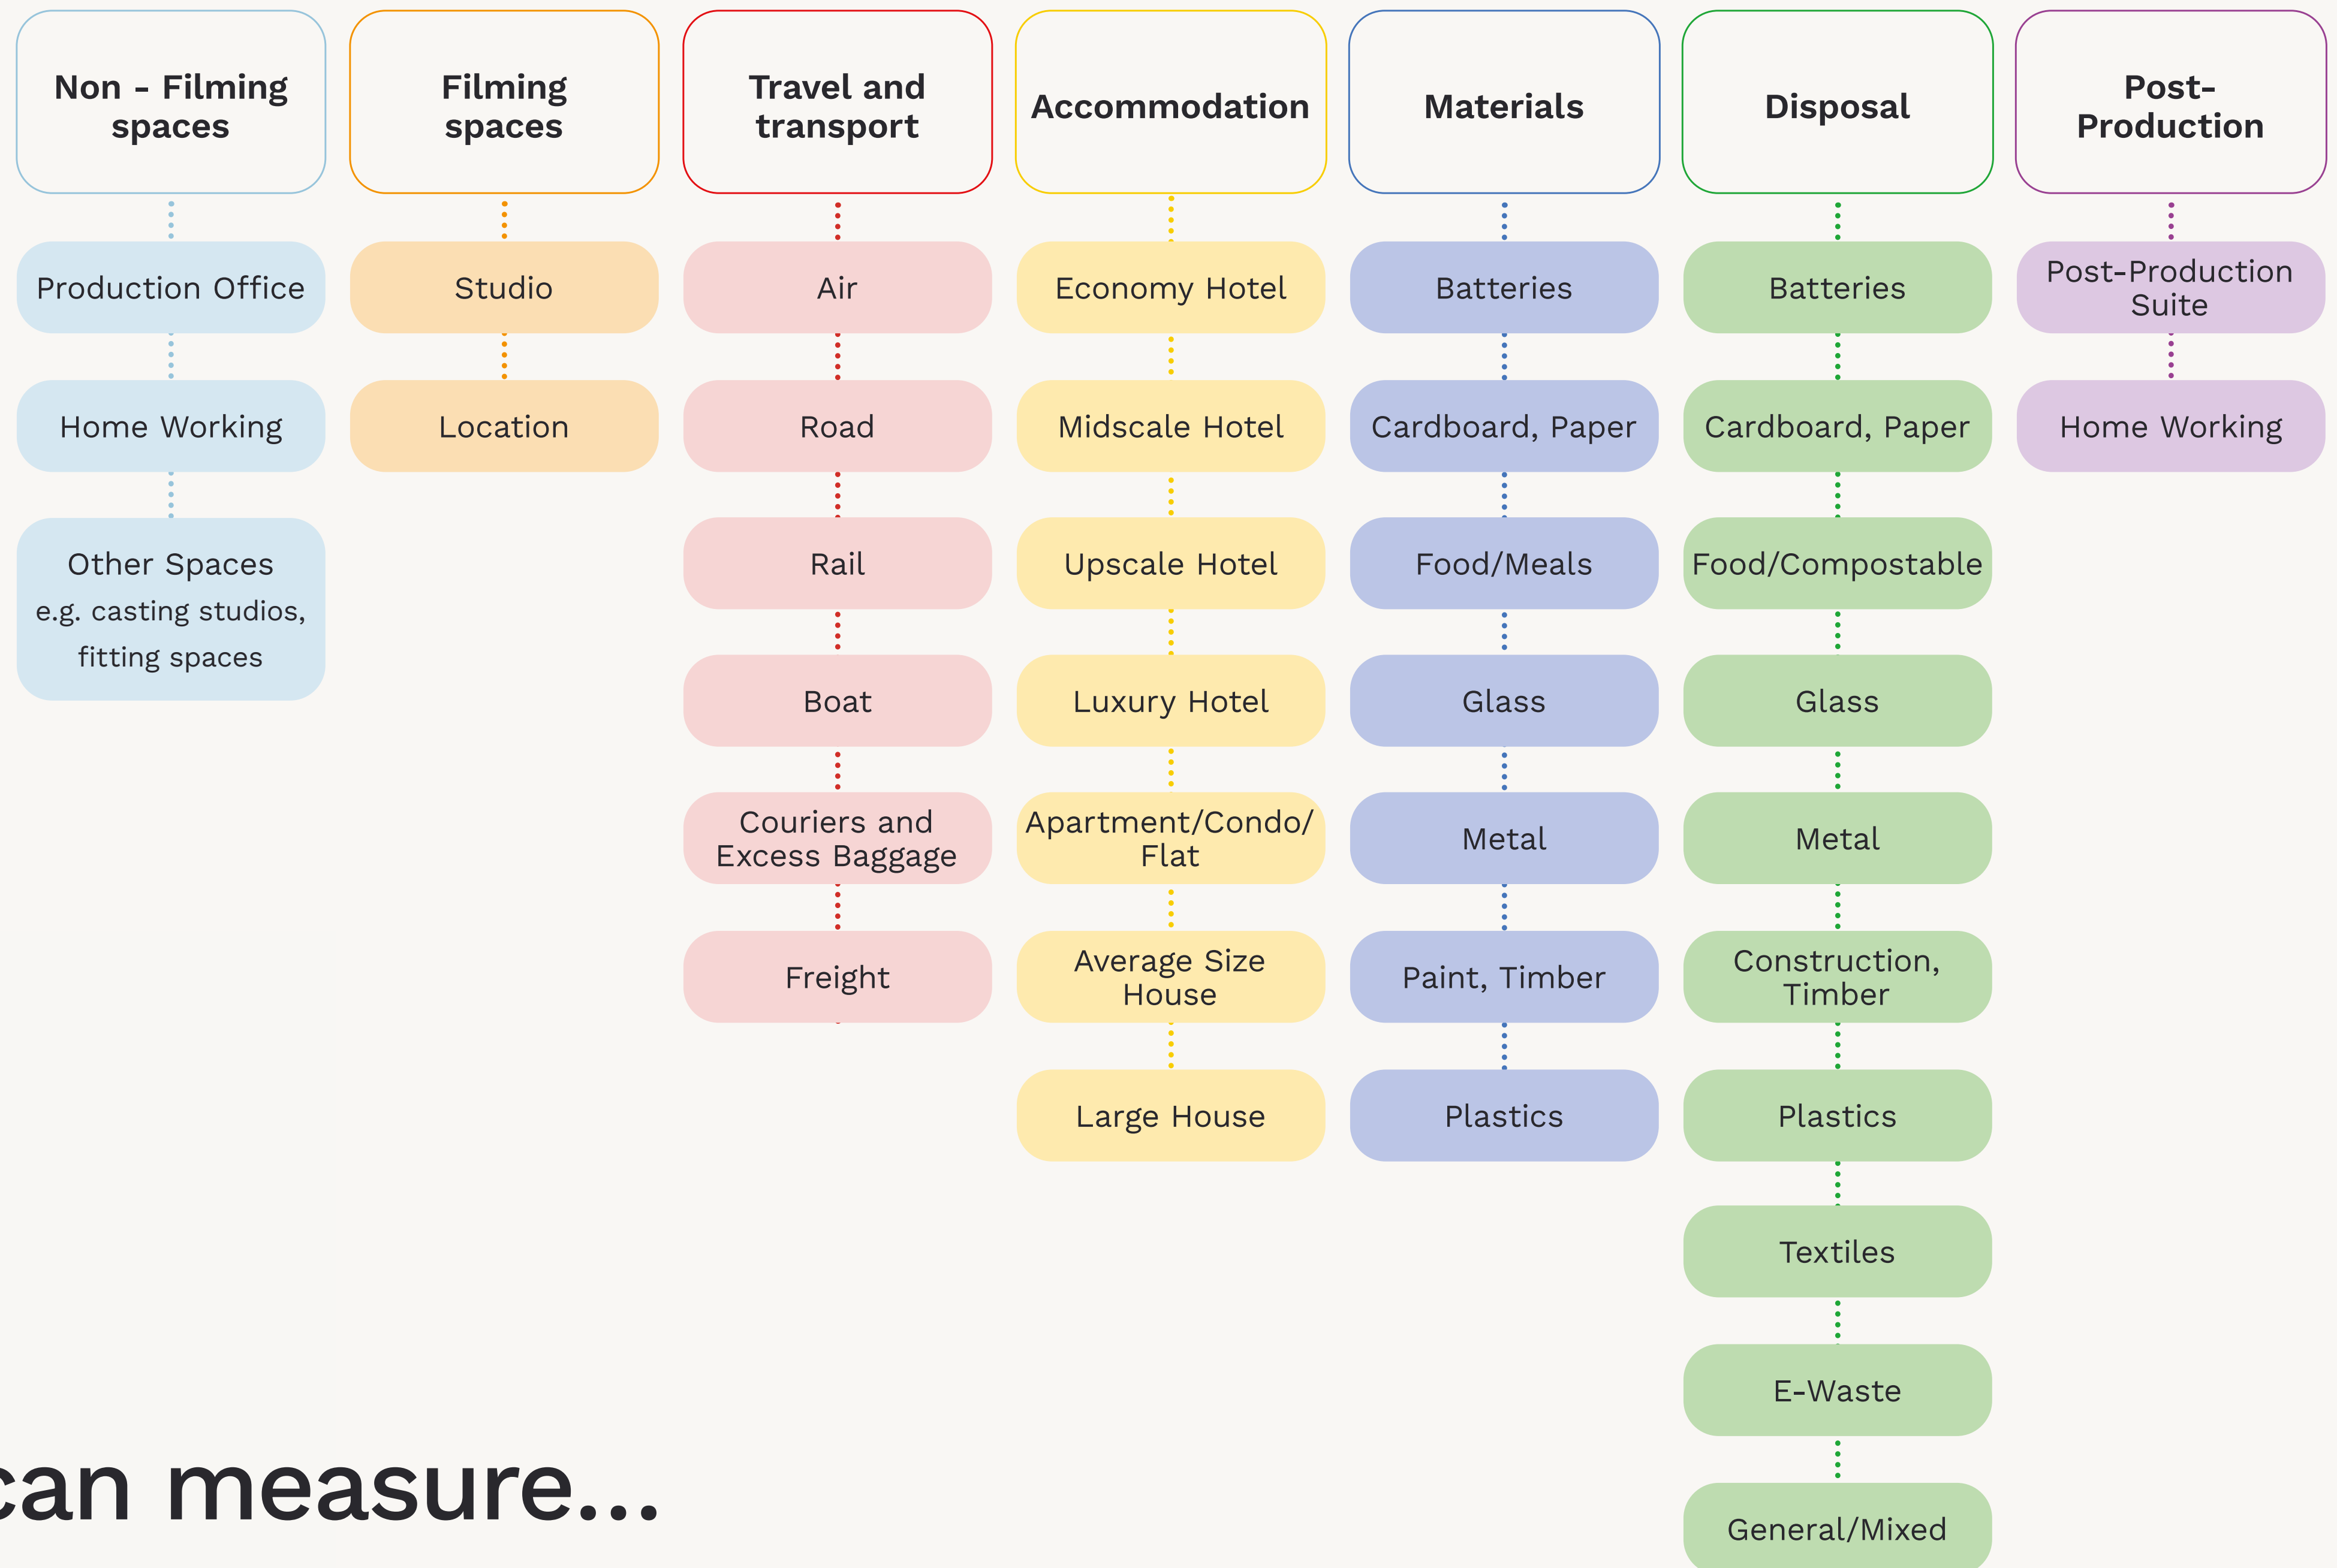 Non - Filming
spaces
Production Office
Home Working
Other Spaces
e.g. casting studios,
fitting spaces
Filming
spaces
Studio
Location
Travel and
transport
Air
Road
Rail
Boat
Couriers and
Excess Baggage
Freight
Accommodation
Economy Hotel
Midscale Hotel
Upscale Hotel
Luxury Hotel
Apartment/Condo/
Flat
Average Size
House
Large House
Materials
Batteries
Cardboard, Paper
Food/Meals
Glass
Metal
Paint, Timber
Plastics
Disposal
Batteries
Cardboard, Paper
Food/Compostable
Glass
Metal
Construction,
Timber
Plastics
Textiles
E-Waste
General/Mixed
Post-
Production
Post-Production
Suite
Home Working
can measure...